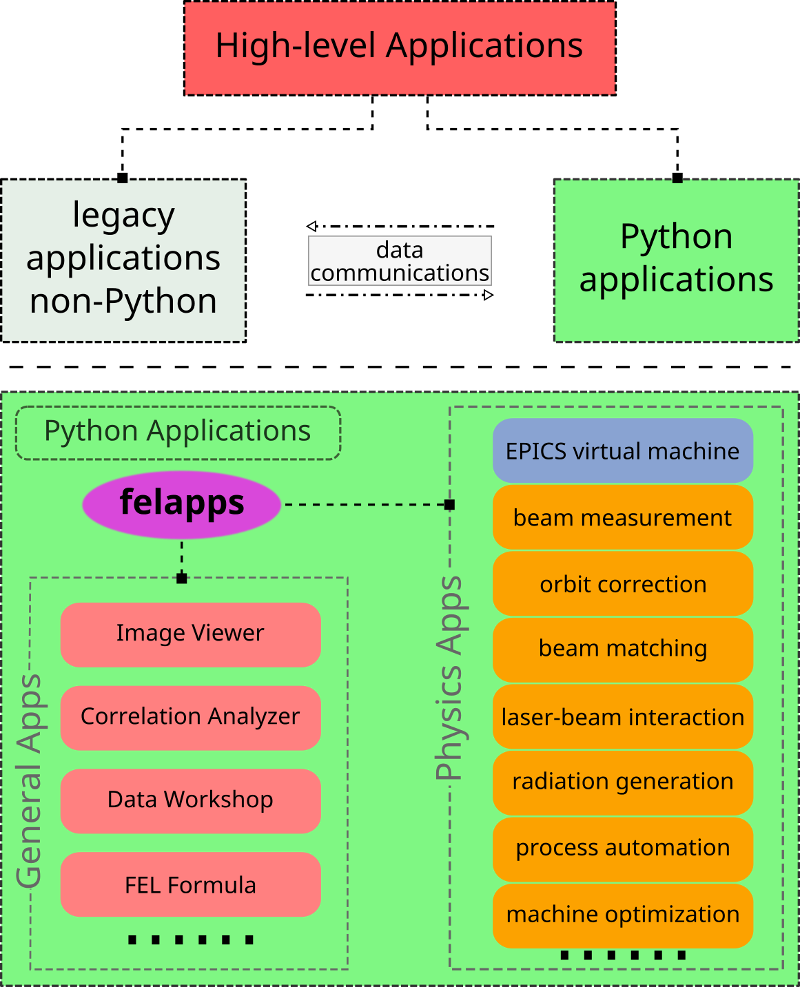 High-level Applications
legacy
applications
non-Python
data
communications
Python
applications
Python Applications
felapps
General Apps
Image Viewer
Correlation Analyzer
Data Workshop
FEL Formula
Physics Apps
EPICS virtual machine
beam measurement
orbit correction
beam matching
laser-beam interaction
radiation generation
process automation
machine optimization